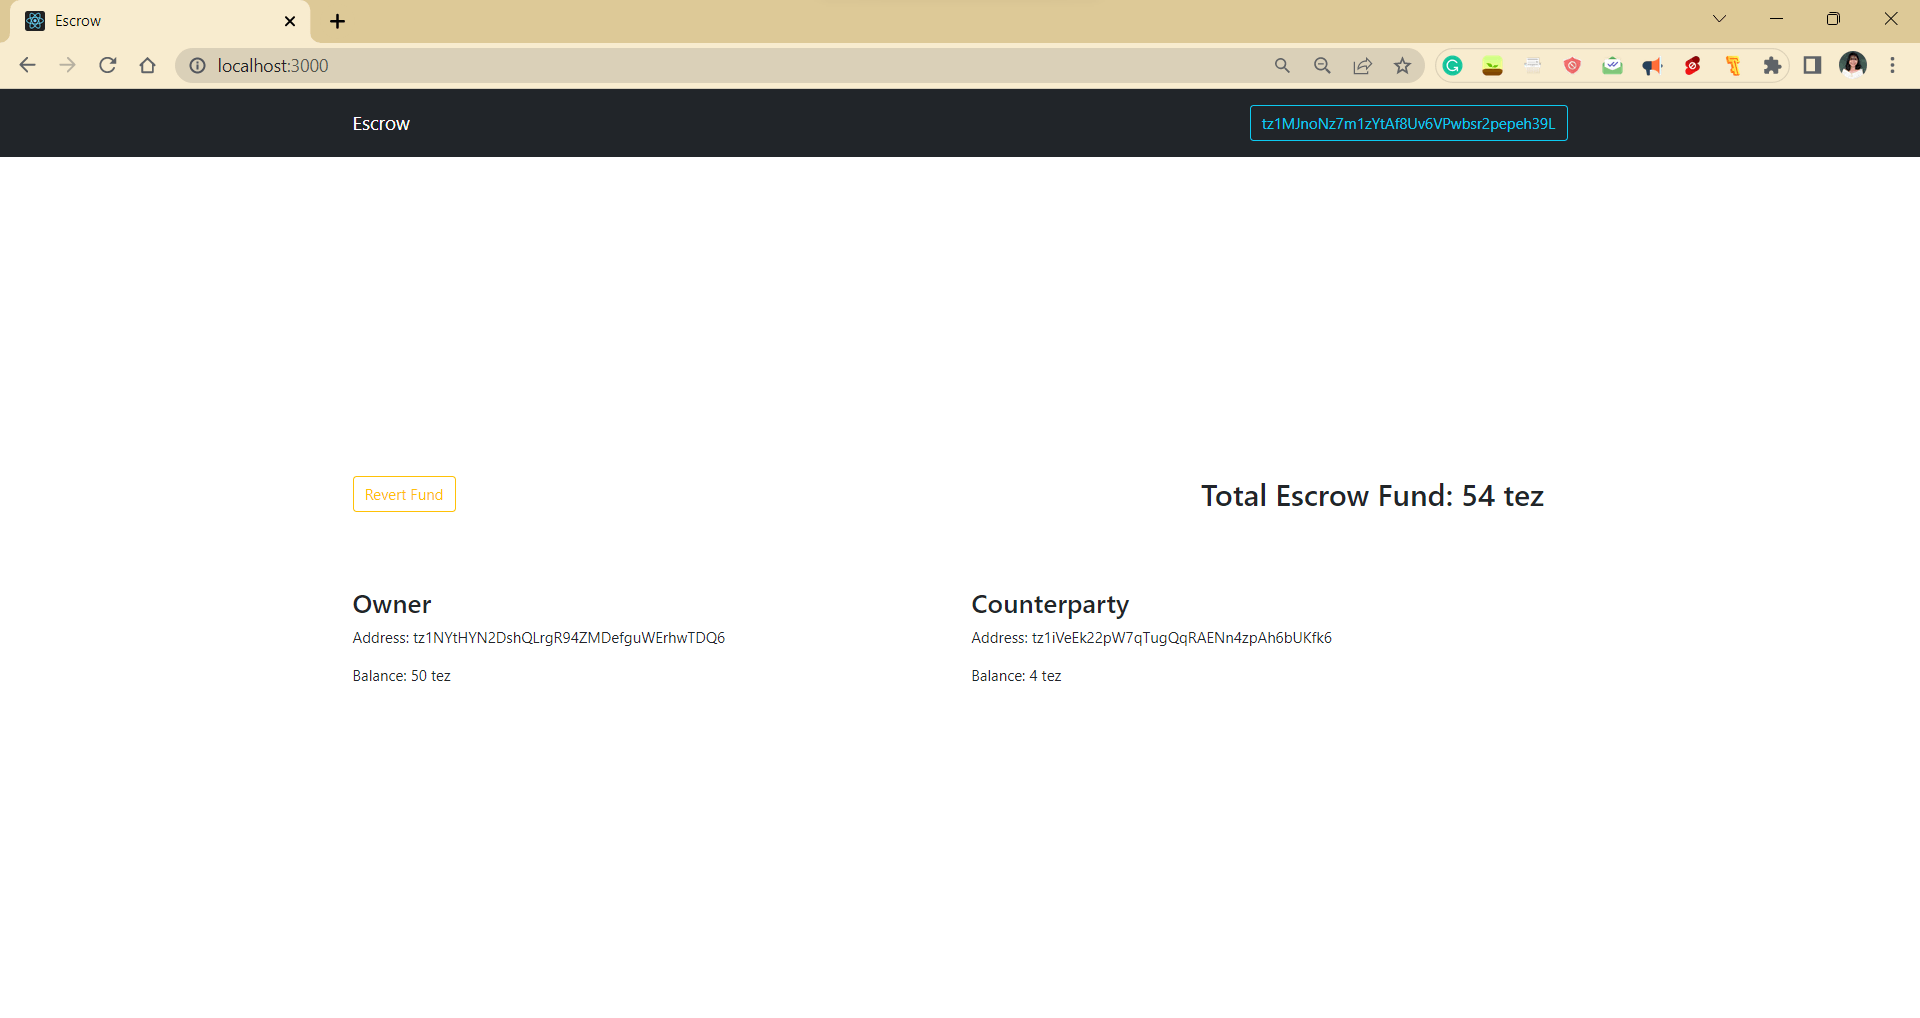 Escrow
localhost:3000
Escrow
tz1MJnoNz7m1zYtAf8Uv6VPwbsr2pepeh39L
Revert Fund
Total Escrow Fund: 54 tez
Owner
Address: tz1NYtHYN2DshQLrgR94ZMDefguWErhwTDQ6
Balance: 50 tez
Counterparty
Address: tz1iVeEk22pW7qTugQqRAENn4zpAh6bUKfk6
Balance: 4 tez